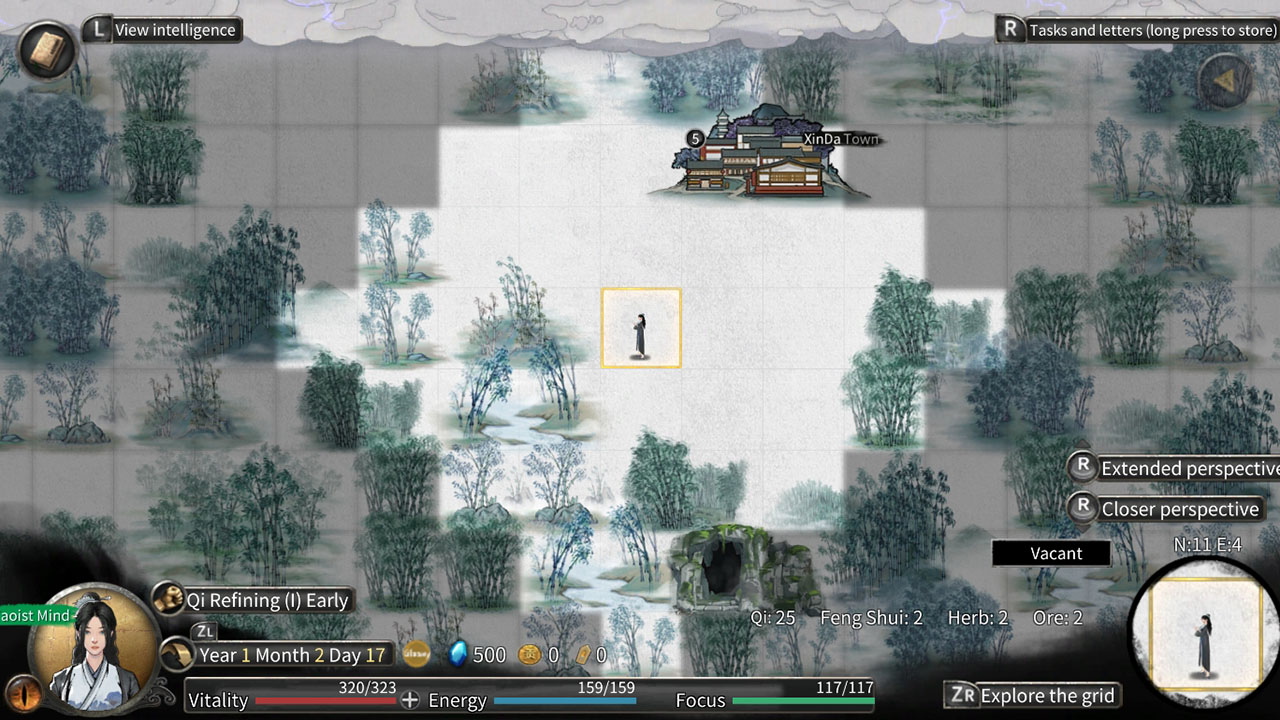 L View intelligence
R Tasks and letters (long press to store)
5 XinDa Town
R Extended perspective
R Closer perspective
Vacant
N:11 E:4
Qi: 25 Feng Shui: 2 Herb: 2 Ore: 2
aoist Mind
Qi Refining (I) Early
ZL
Year 1 Month 2 Day 17
500 0 0
Vitality 320/323
Energy 159/159
Focus 117/117
ZR Explore the grid